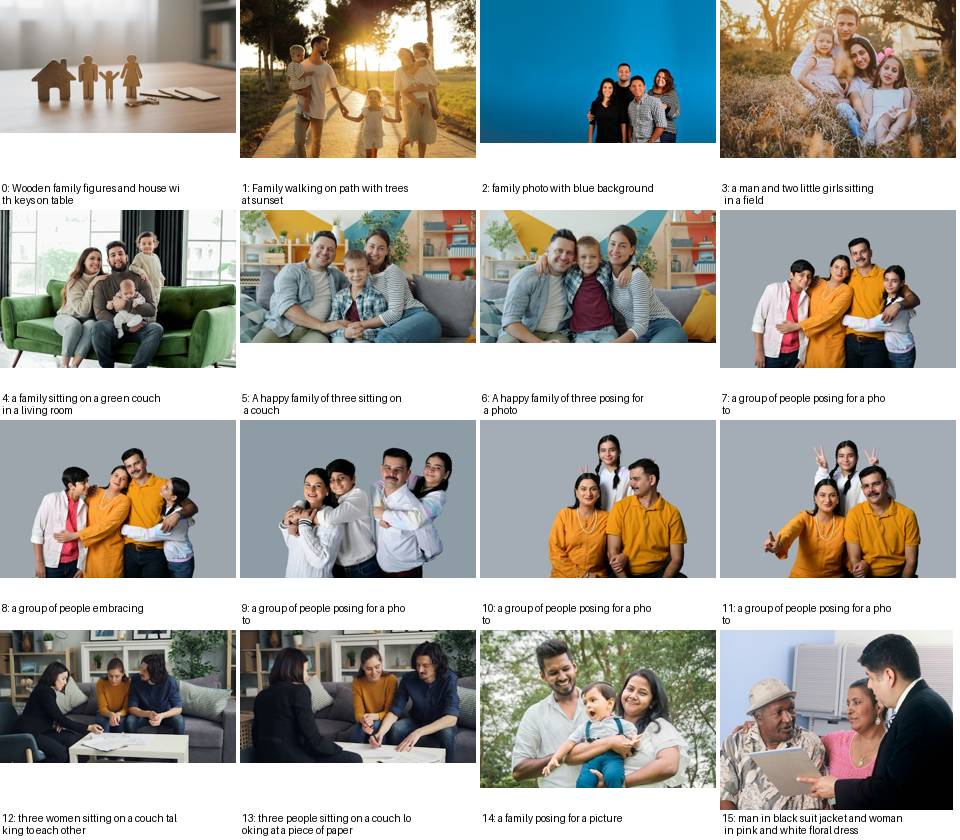 0: Wooden family figures and house wi
th keys on table
1: Family walking on path with trees
at sunset
2: family photo with blue background
3: a man and two little girls sitting
in a field
4: a family sitting on a green couch
in a living room
5: A happy family of three sitting on
a couch
6: A happy family of three posing for
a photo
7: a group of people posing for a pho
to
8: a group of people embracing
9: a group of people posing for a pho
to
10: a group of people posing for a pho
to
11: a group of people posing for a pho
to
12: three women sitting on a couch tal
king to each other
13: three people sitting on a couch lo
oking at a piece of paper
14: a family posing for a picture
15: man in black suit jacket and woman
in pink and white floral dress